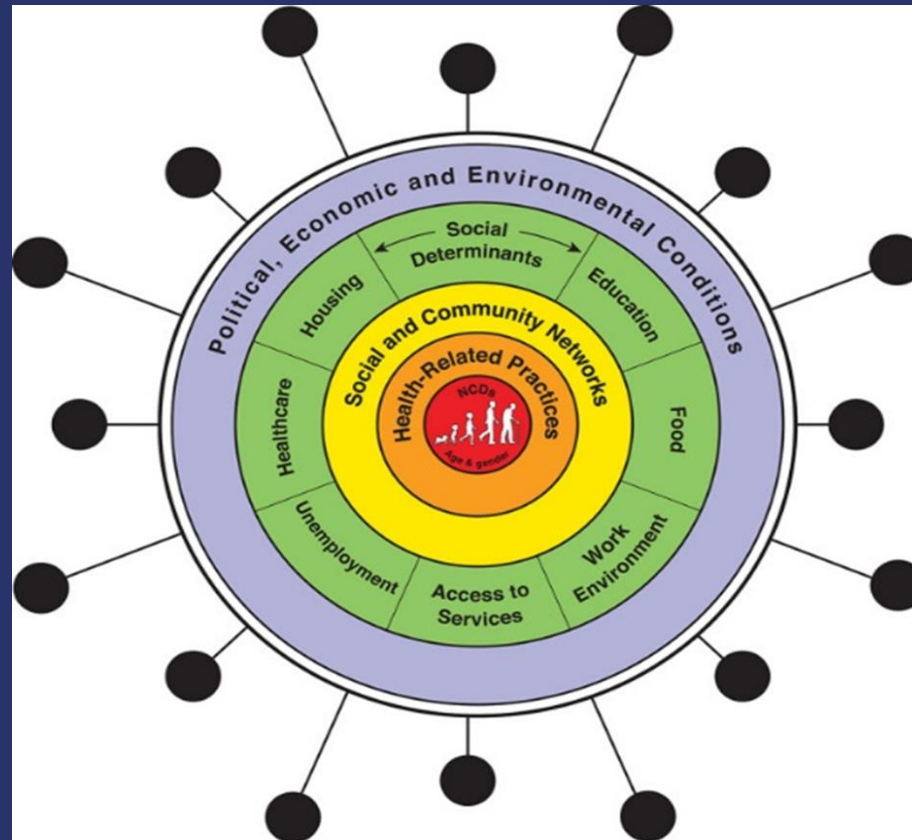 Political, Economic and Environmental Conditions
Social
Determinants
Education
Food
Work
Environment
Access to
Services
Unemployment
Healthcare
Housing
Social and Community Networks
Health-Related Practices
NCDs
Age & gender